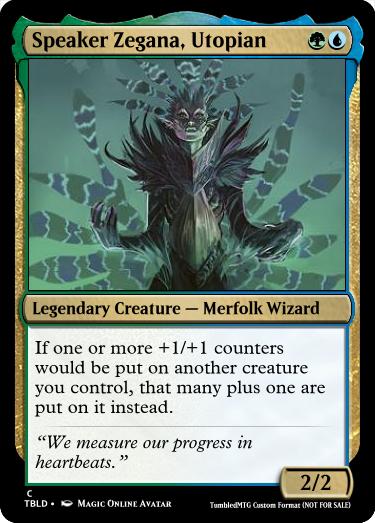 Speaker Zegana, Utopian
Legendary Creature — Merfolk Wizard
If one or more +1/+1 counters
would be put on another creature
you control, that many plus one are
put on it instead.
“We measure our progress in
heartbeats.”
2/2
C
TBLD • Magic Online Avatar
TumbledMTG Custom Format (NOT FOR SALE)